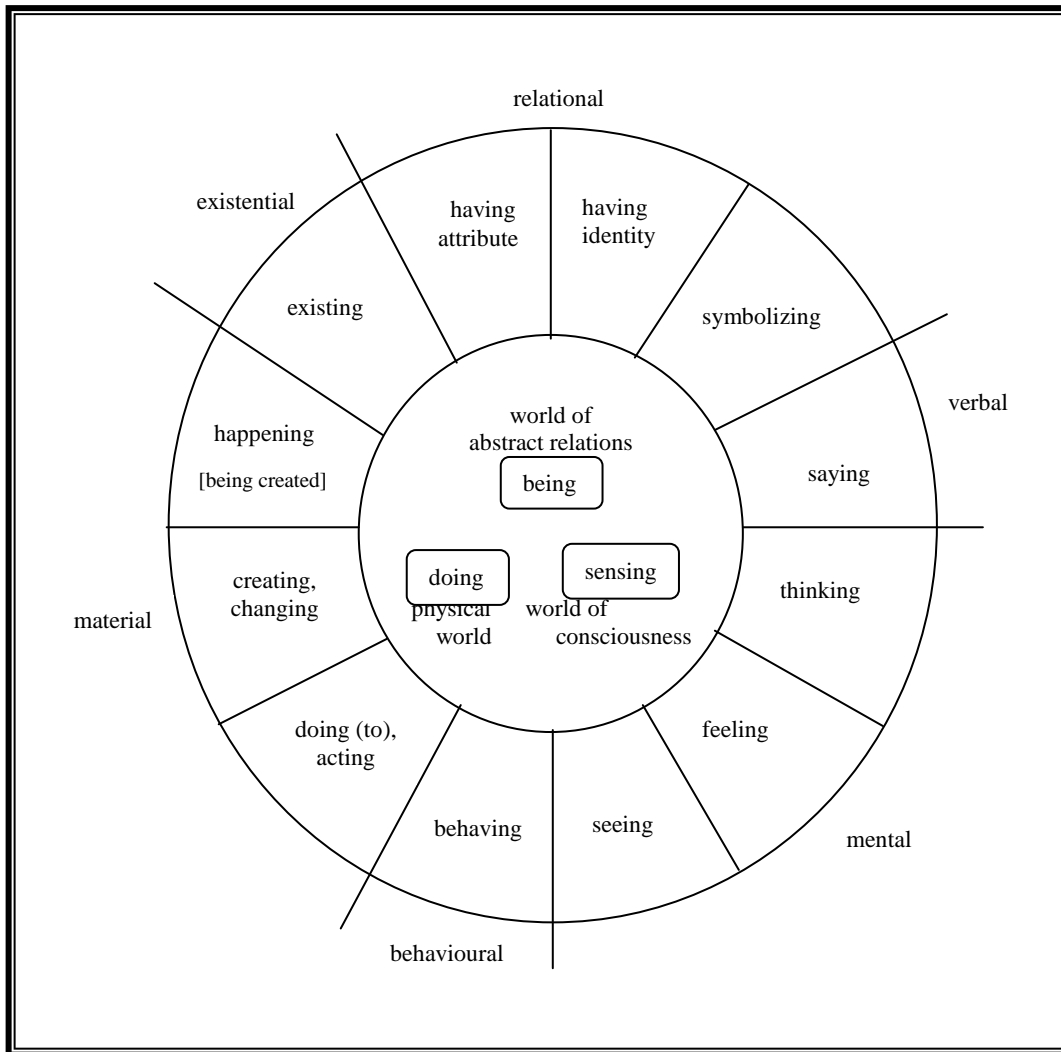 relational
existential
having
attribute
having
identity
existing
symbolizing
verbal
happening
[being created]
world of
abstract relations
being
saying
creating,
changing
doing
sensing
thinking
material
physical
world
world of
consciousness
doing (to),
acting
feeling
behaving
seeing
mental
behavioural